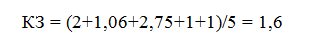 КЗ = (2+1,06+2,75+1+1)/5 = 1,6